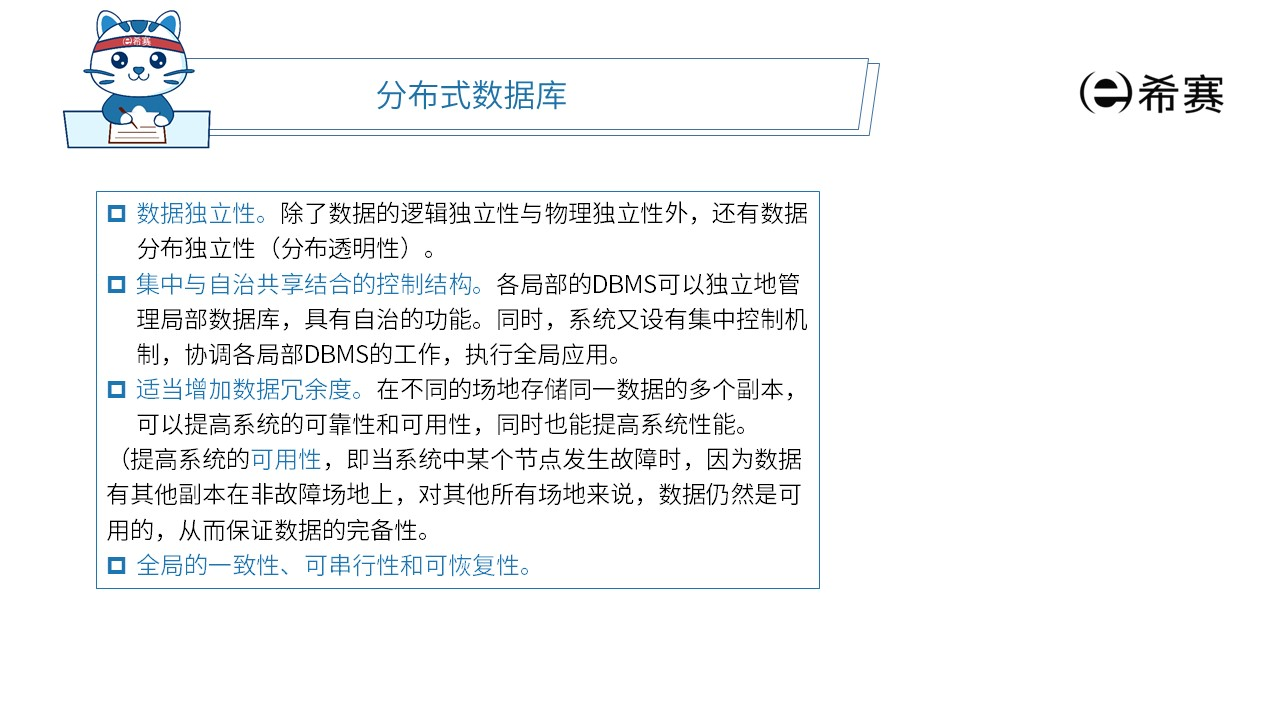 希赛
分布式数据库
希赛
数据独立性。除了数据的逻辑独立性与物理独立性外，还有数据
分布独立性（分布透明性）。
集中与自治共享结合的控制结构。各局部的DBMS可以独立地管
理局部数据库，具有自治的功能。同时，系统又设有集中控制机
制，协调各局部DBMS的工作，执行全局应用。
适当增加数据冗余度。在不同的场地存储同一数据的多个副本，
可以提高系统的可靠性和可用性，同时也能提高系统性能。
（提高系统的可用性，即当系统中某个节点发生故障时，因为数据
有其他副本在非故障场地上，对其他所有场地来说，数据仍然是可
用的，从而保证数据的完备性。
全局的一致性、可串行性和可恢复性。